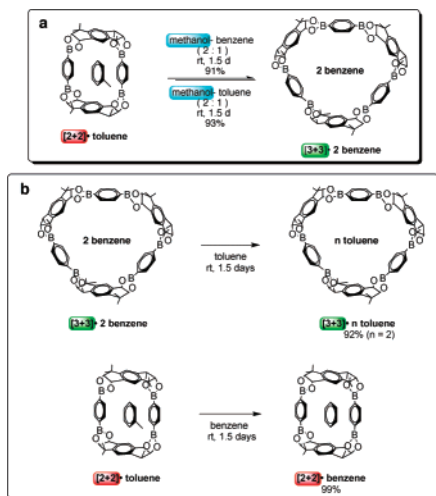 a
methanol- benzene
( 2 : 1 )
rt, 1.5 d
91%
methanol- toluene
( 2 : 1 )
rt, 1.5 d
93%
2 benzene
[2+2]• toluene
[3+3]• 2 benzene
b
2 benzene
toluene
rt, 1.5 days
n toluene
[3+3]• 2 benzene
[3+3]• n toluene
92% (n = 2)
benzene
rt, 1.5 days
[2+2]• toluene
[2+2]• benzene
99%